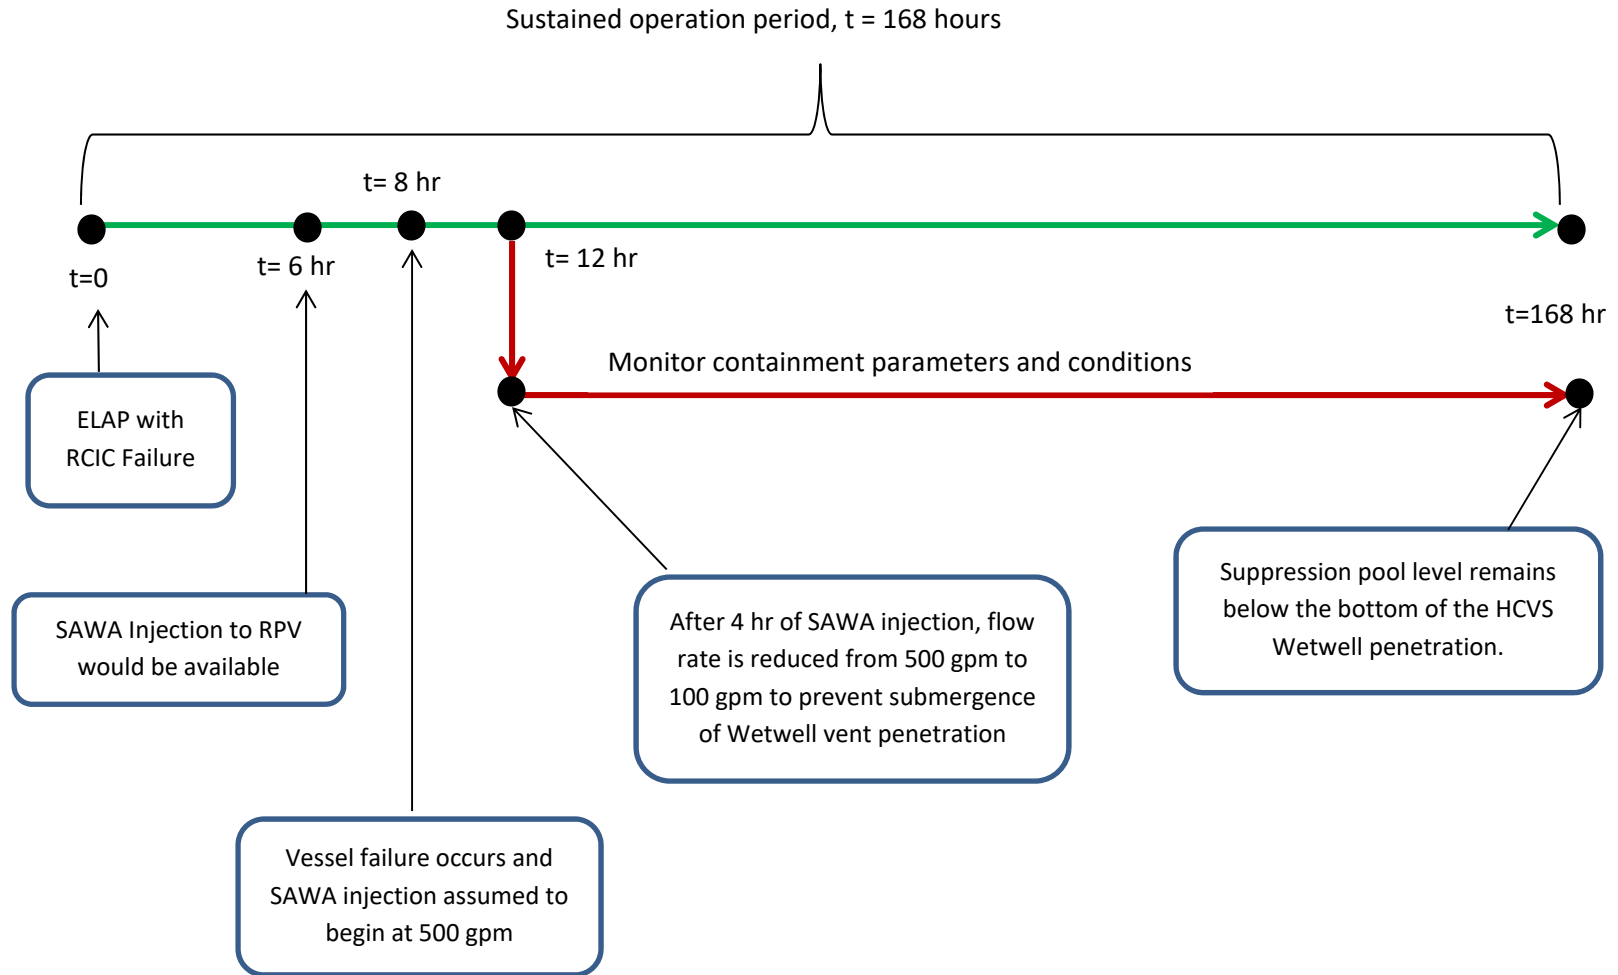 Sustained operation period, t = 168 hours
t= 8 hr
t=0
t= 6 hr
t= 12 hr
t=168 hr
Monitor containment parameters and conditions
ELAP with
RCIC Failure
SAWA Injection to RPV
would be available
After 4 hr of SAWA injection, flow
rate is reduced from 500 gpm to
100 gpm to prevent submergence
of Wetwell vent penetration
Suppression pool level remains
below the bottom of the HCVS
Wetwell penetration.
Vessel failure occurs and
SAWA injection assumed to
begin at 500 gpm